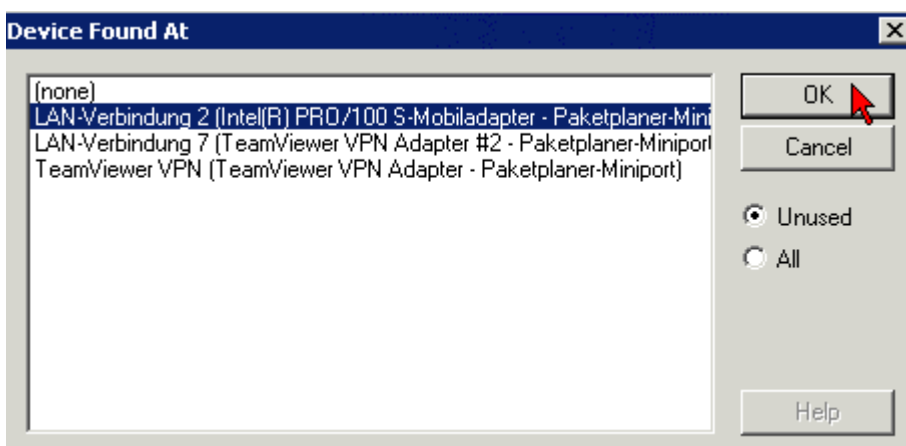 Device Found At
(none)
LAN-Verbindung 2 (Intel(R) PRO/100 S-Mobiladapter - Paketplaner-Mini
LAN-Verbindung 7 (TeamViewer VPN Adapter #2 - Paketplaner-Miniport
TeamViewer VPN (TeamViewer VPN Adapter - Paketplaner-Miniport)
OK
Cancel
Unused
All
Help